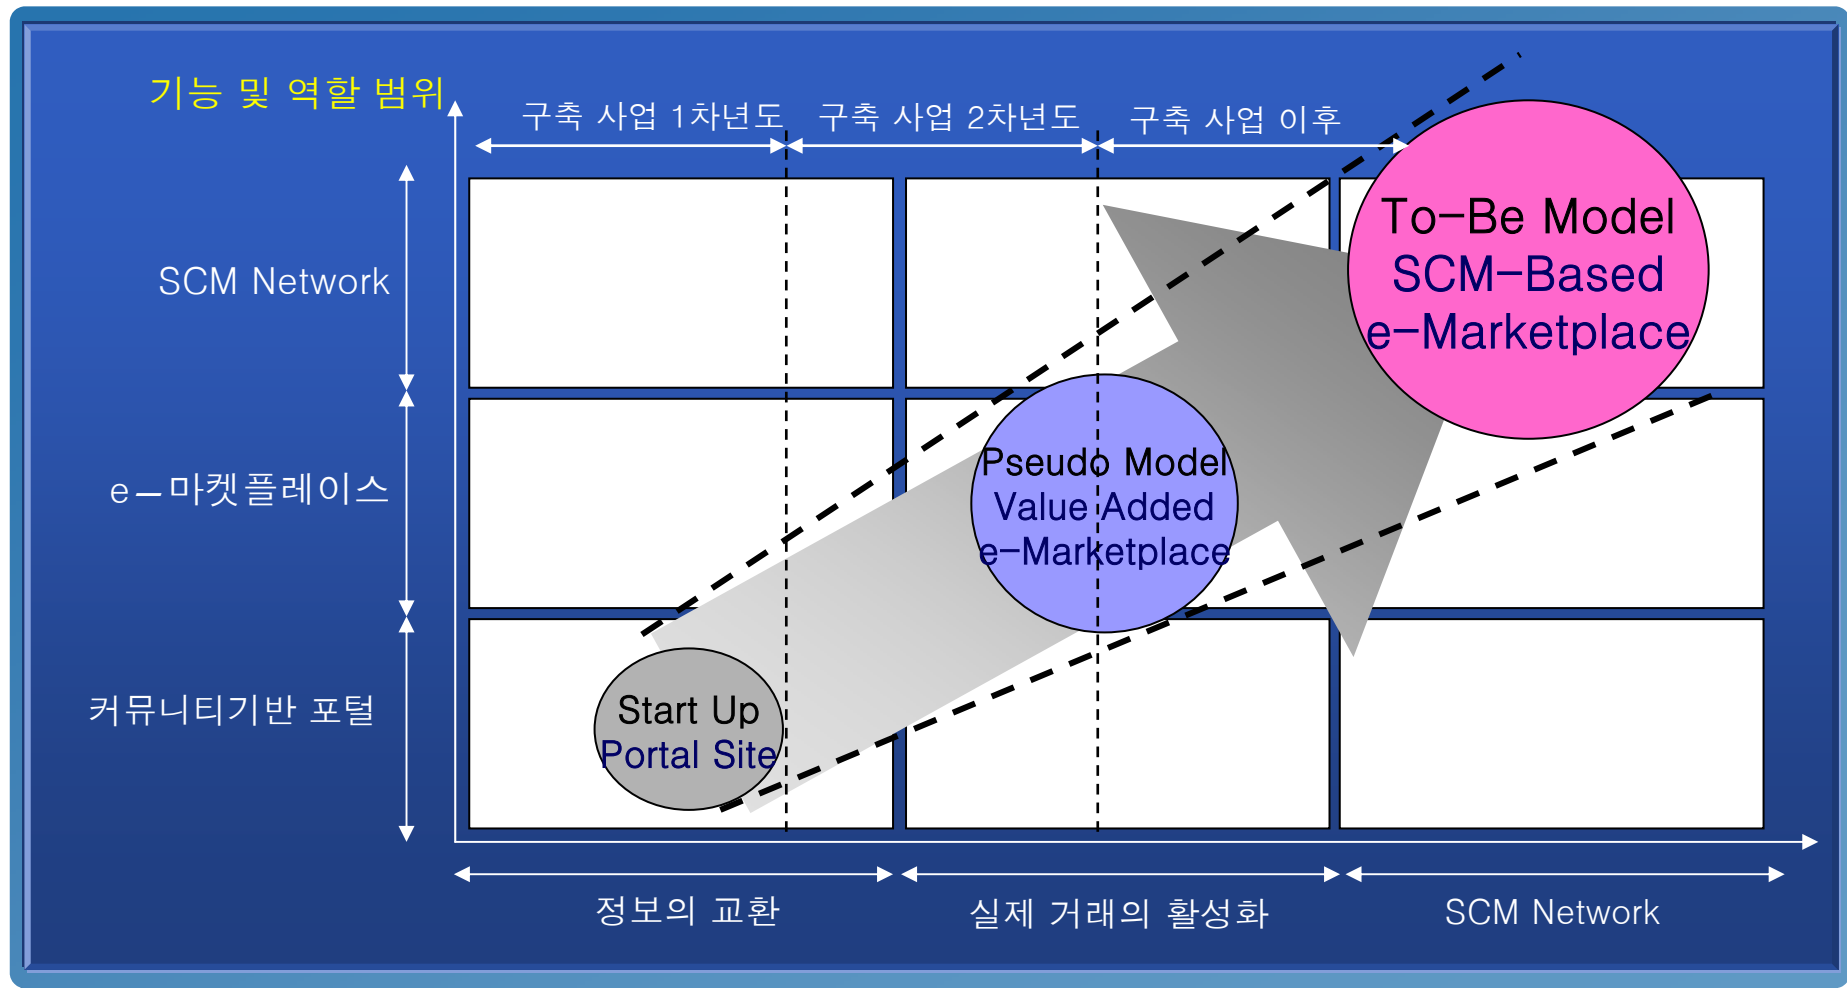 기능 및 역할 범위
구축 사업 1차년도
구축 사업 2차년도
구축 사업 이후
To-Be Model
SCM-Based
e-Marketplace
SCM Network
Pseudo Model
Value Added
e-Marketplace
e-마켓플레이스
Start Up
Portal Site
커뮤니티기반 포털
정보의 교환
실제 거래의 활성화
SCM Network